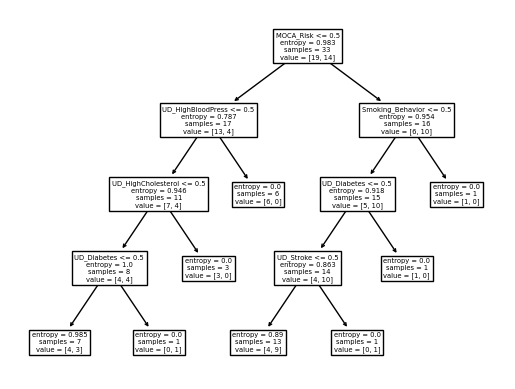 MOCA_Risk <= 0.5
entropy = 0.983
samples = 33
value = [19, 14]
UD_HighBloodPress <= 0.5
entropy = 0.787
samples = 17
value = [13, 4]
Smoking_Behavior <= 0.5
entropy = 0.954
samples = 16
value = [6, 10]
UD_HighCholesterol <= 0.5
entropy = 0.946
samples = 11
value = [7, 4]
entropy = 0.0
samples = 6
value = [6, 0]
UD_Diabetes <= 0.5
entropy = 0.918
samples = 15
value = [5, 10]
entropy = 0.0
samples = 1
value = [1, 0]
UD_Diabetes <= 0.5
entropy = 1.0
samples = 8
value = [4, 4]
entropy = 0.0
samples = 3
value = [3, 0]
UD_Stroke <= 0.5
entropy = 0.863
samples = 14
value = [4, 10]
entropy = 0.0
samples = 1
value = [1, 0]
entropy = 0.985
samples = 7
value = [4, 3]
entropy = 0.0
samples = 1
value = [0, 1]
entropy = 0.89
samples = 13
value = [4, 9]
entropy = 0.0
samples = 1
value = [0, 1]